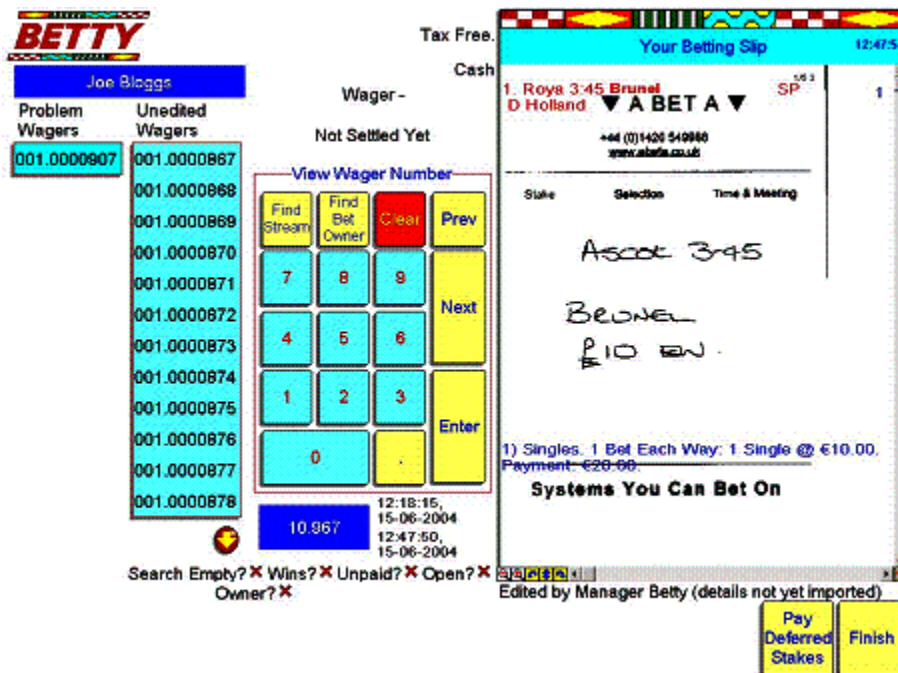 BETTY
Joe Bloggs
Problem Wagers
001.0000907
Unedited Wagers
001.0000867
001.0000868
001.0000869
001.0000870
001.0000871
001.0000872
001.0000873
001.0000874
001.0000875
001.0000876
001.0000877
001.0000878
Tax Free.
Cash
Wager -
Not Settled Yet
View Wager Number
Find Stream
Find Bet Owner
Clear
Prev
7
8
9
Next
4
5
6
1
2
3
Enter
0
.
10.967
12:18:15,
15-06-2004
12:47:50,
15-06-2004
Search Empty? X Wins? X Unpaid? X Open? X
Owner? X
Your Betting Slip
12:47:5
1. Roya 3:45 Brunel SP 1
D Holland
▼ A BET A ▼
www.abeta.co.uk
Stake Selection Time & Meeting
Ascot 3-45
BRUNEL
£10 EW.
1) Singles. 1 Bet Each Way: 1 Single @ €10.00.
Payment: €20.00.
Systems You Can Bet On
Edited by Manager Betty (details not yet imported)
Pay Deferred Stakes
Finish